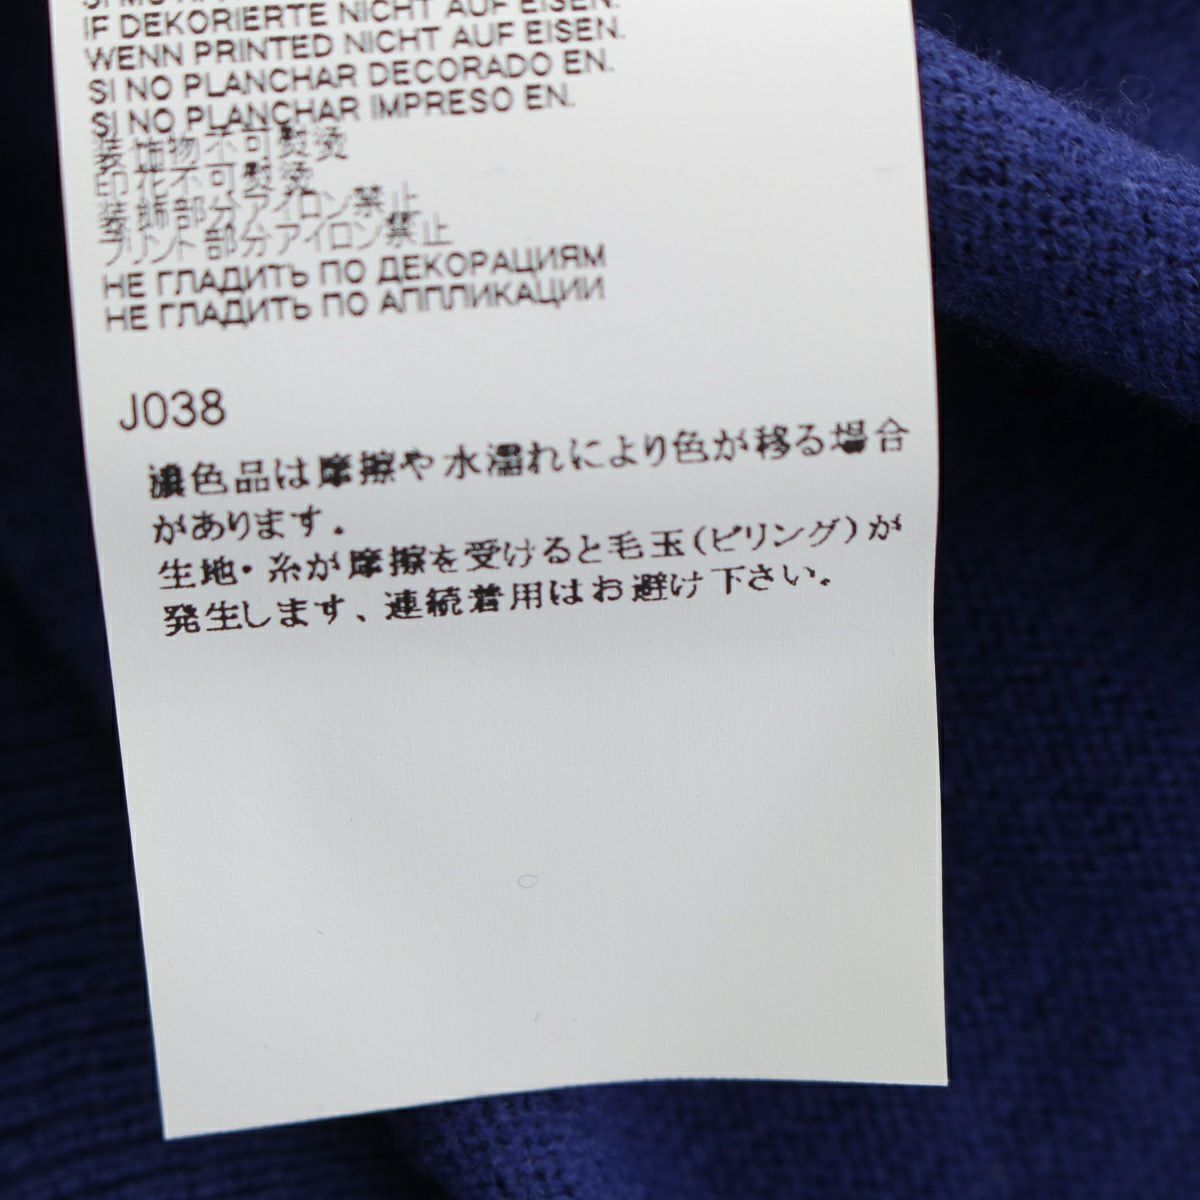 IF DEKORIERTE NICHT AUF EISEN.
WENN PRINTED NICHT AUF EISEN.
SI NO PLANCHAR DECORADO EN.
SI NO PLANCHAR IMPRESO EN.
装饰物不可熨烫
印花不可熨烫
装飾部分アイロン禁止
プリント部分アイロン禁止
НЕ ГЛАДИТЬ ПО ДЕКОРАЦИЯМ
НЕ ГЛАДИТЬ ПО АППЛИКАЦИИ
J038
濃色品は摩擦や水濡れにより色が移る場合
があります.
生地・糸が摩擦を受けると毛玉(ピリング)が
発生します、連続着用はお避け下さい。